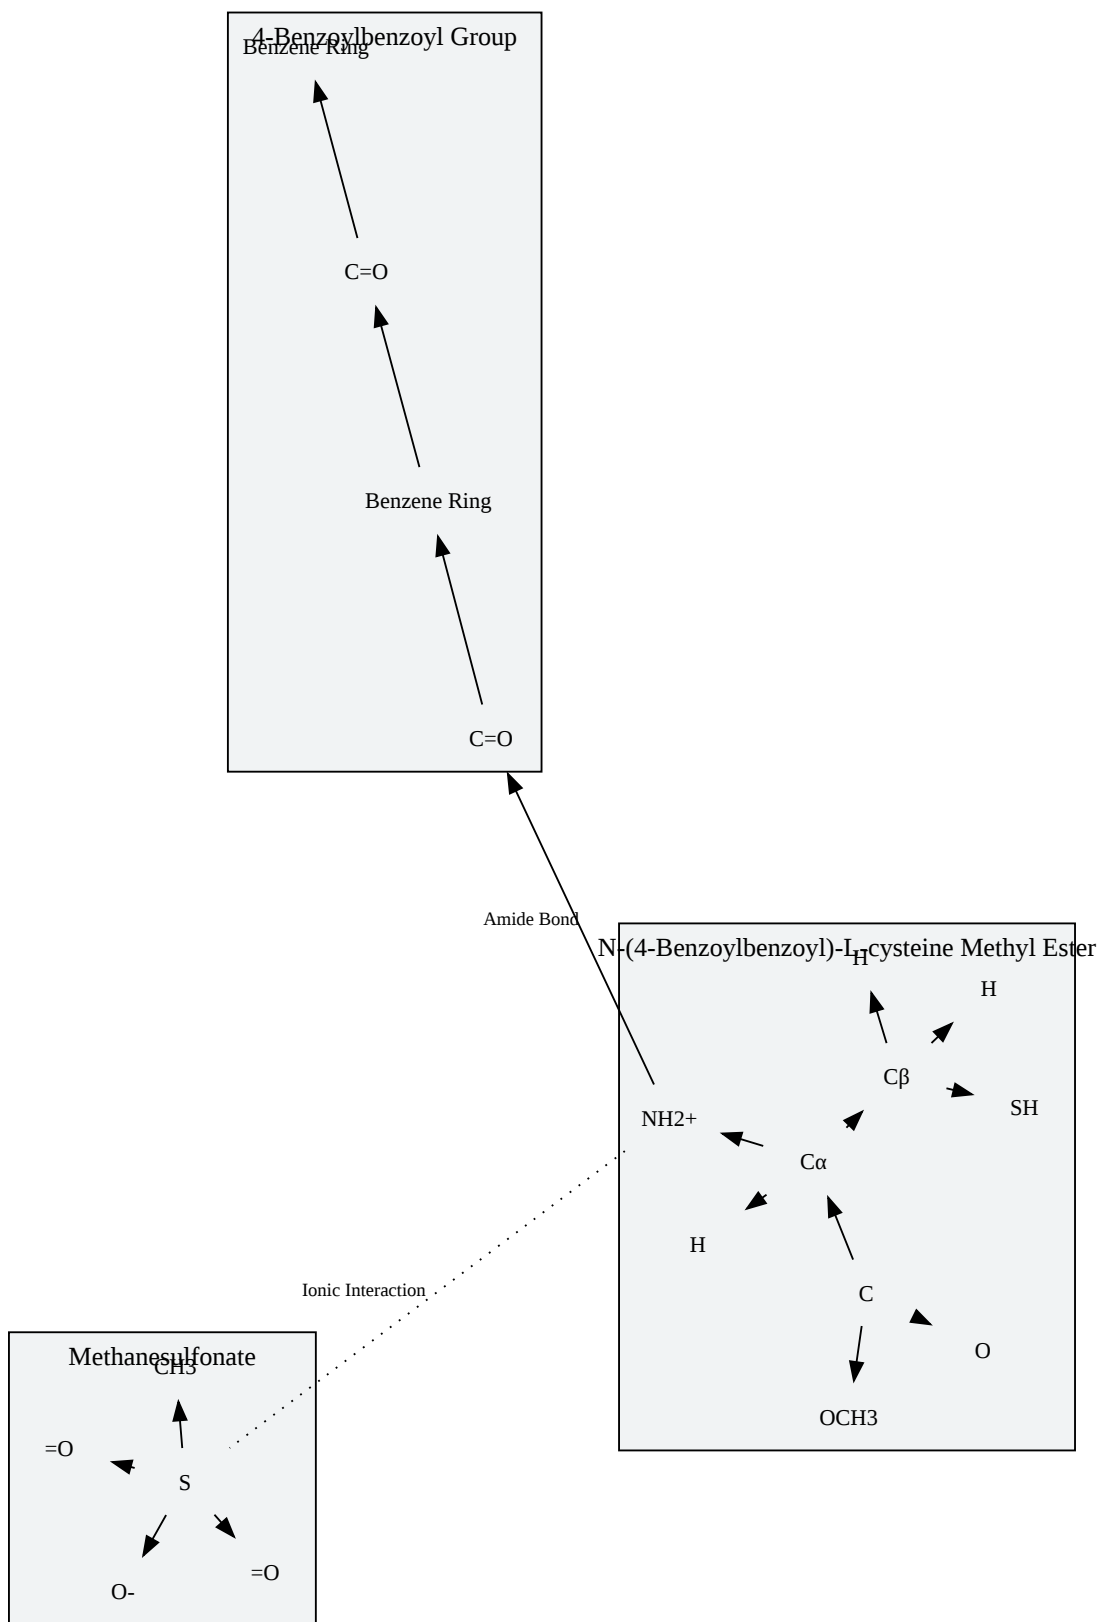 4-Benzoylbenzoyl Group
Benzene Ring
C=O
Benzene Ring
C=O
Amide Bond
N-(4-Benzoylbenzoyl)-L-cysteine Methyl Ester
H
H
Cβ
SH
NH2+
Cα
H
C
O
OCH3
Ionic Interaction
Methanesulfonate
CH3
=O
S
=O
O-